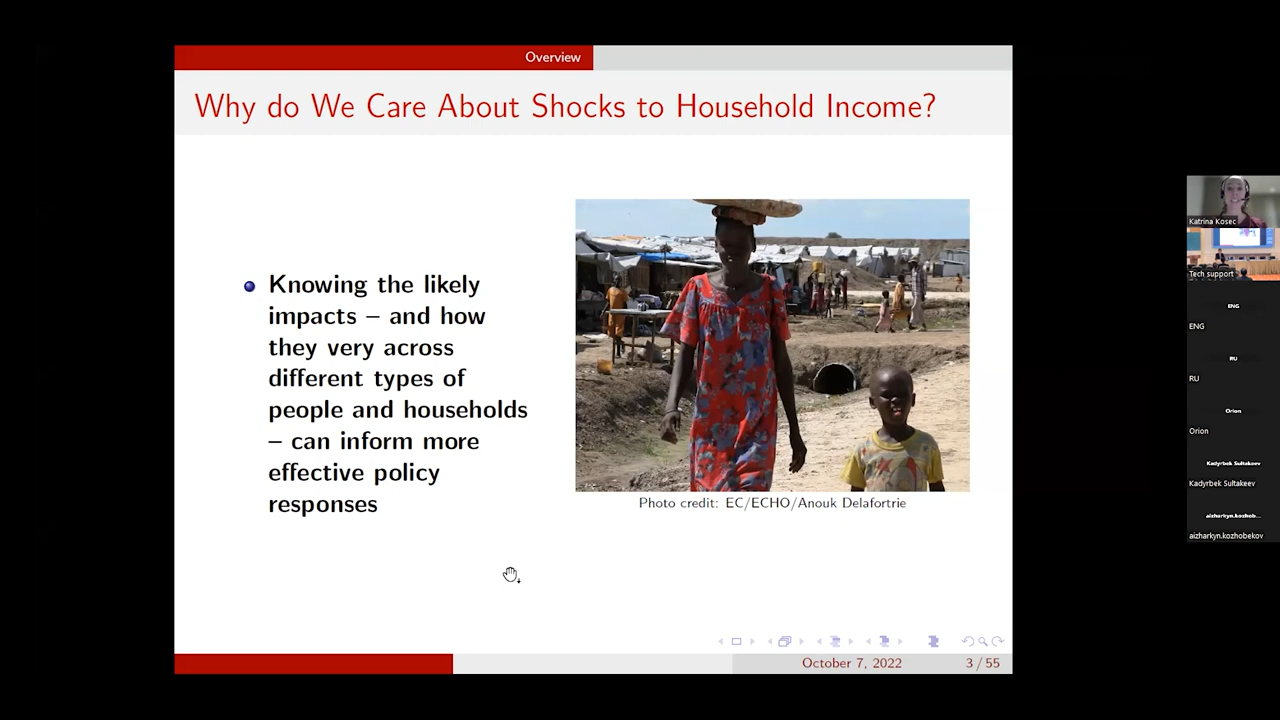 Overview
Why do We Care About Shocks to Household Income?
Knowing the likely
impacts – and how
they very across
different types of
people and households
– can inform more
effective policy
responses
Photo credit: EC/ECHO/Anouk Delafortrie
October 7, 2022
3 / 55
Katrina Kosec
Tech support
ENG
ENG
RU
RU
Orion
Orion
Kadyrbek Sultakeev
Kadyrbek Sultakeev
aizharkyn.kozhob...
aizharkyn.kozhobekov